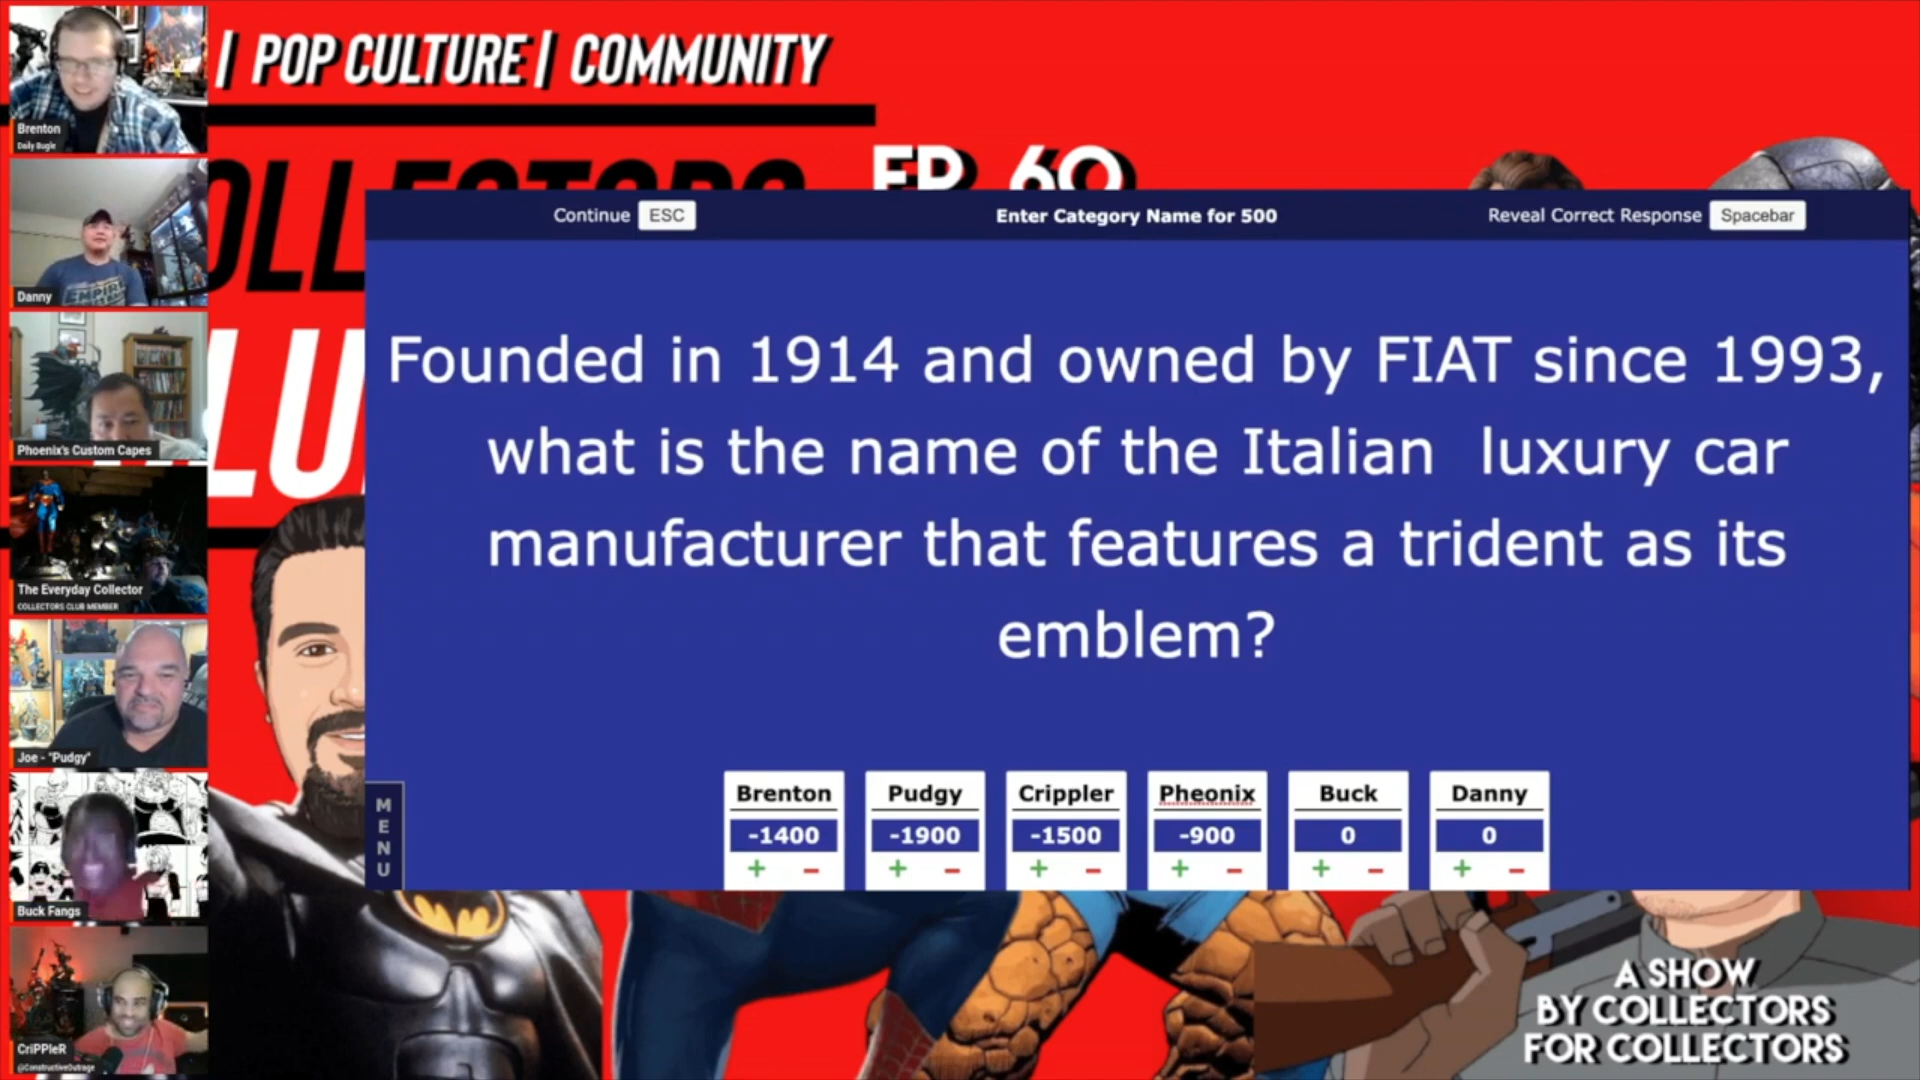 | POP CULTURE | COMMUNITY
EP. 60
Continue ESC
Enter Category Name for 500
Reveal Correct Response Spacebar
Founded in 1914 and owned by FIAT since 1993,
what is the name of the Italian luxury car
manufacturer that features a trident as its
emblem?
MENU
Brenton Pudgy Crippler Pheonix Buck Danny
-1400 -1900 -1500 -900 0 0
+ - + - + - + - + - + -
Brenton
Daily Bugle
Danny
EMPIRE
Phoenix's Custom Capes
The Everyday Collector
COLLECTORS CLUB MEMBER
Joe - "Pudgy"
Buck Fangs
CriPPleR
@ConstructiveOutrage
A SHOW
BY COLLECTORS
FOR COLLECTORS